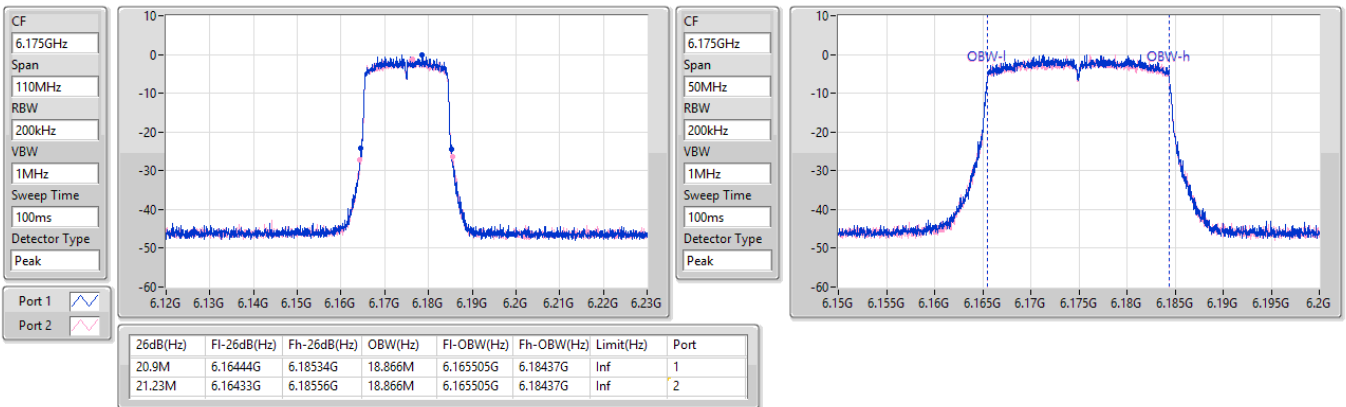 CF
6.175GHz
Span
110MHz
RBW
200kHz
VBW
1MHz
Sweep Time
100ms
Detector Type
Peak
Port 1
Port 2
10-
0-
-10-
-20-
-30-
-40-
-50-
-60-
6.12G 6.13G 6.14G 6.15G 6.16G 6.17G 6.18G 6.19G 6.2G 6.21G 6.22G 6.23G
CF
6.175GHz
Span
50MHz
RBW
200kHz
VBW
1MHz
Sweep Time
100ms
Detector Type
Peak
10-
0-
-10-
-20-
-30-
-40-
-50-
-60-
OBW-l OBW-h
6.15G 6.155G 6.16G 6.165G 6.17G 6.175G 6.18G 6.185G 6.19G 6.195G 6.2G
26dB(Hz) Fl-26dB(Hz) Fh-26dB(Hz) OBW(Hz) Fl-OBW(Hz) Fh-OBW(Hz) Limit(Hz) Port
20.9M 6.16444G 6.18534G 18.866M 6.165505G 6.18437G Inf 1
21.23M 6.16433G 6.18556G 18.866M 6.165505G 6.18437G Inf 2